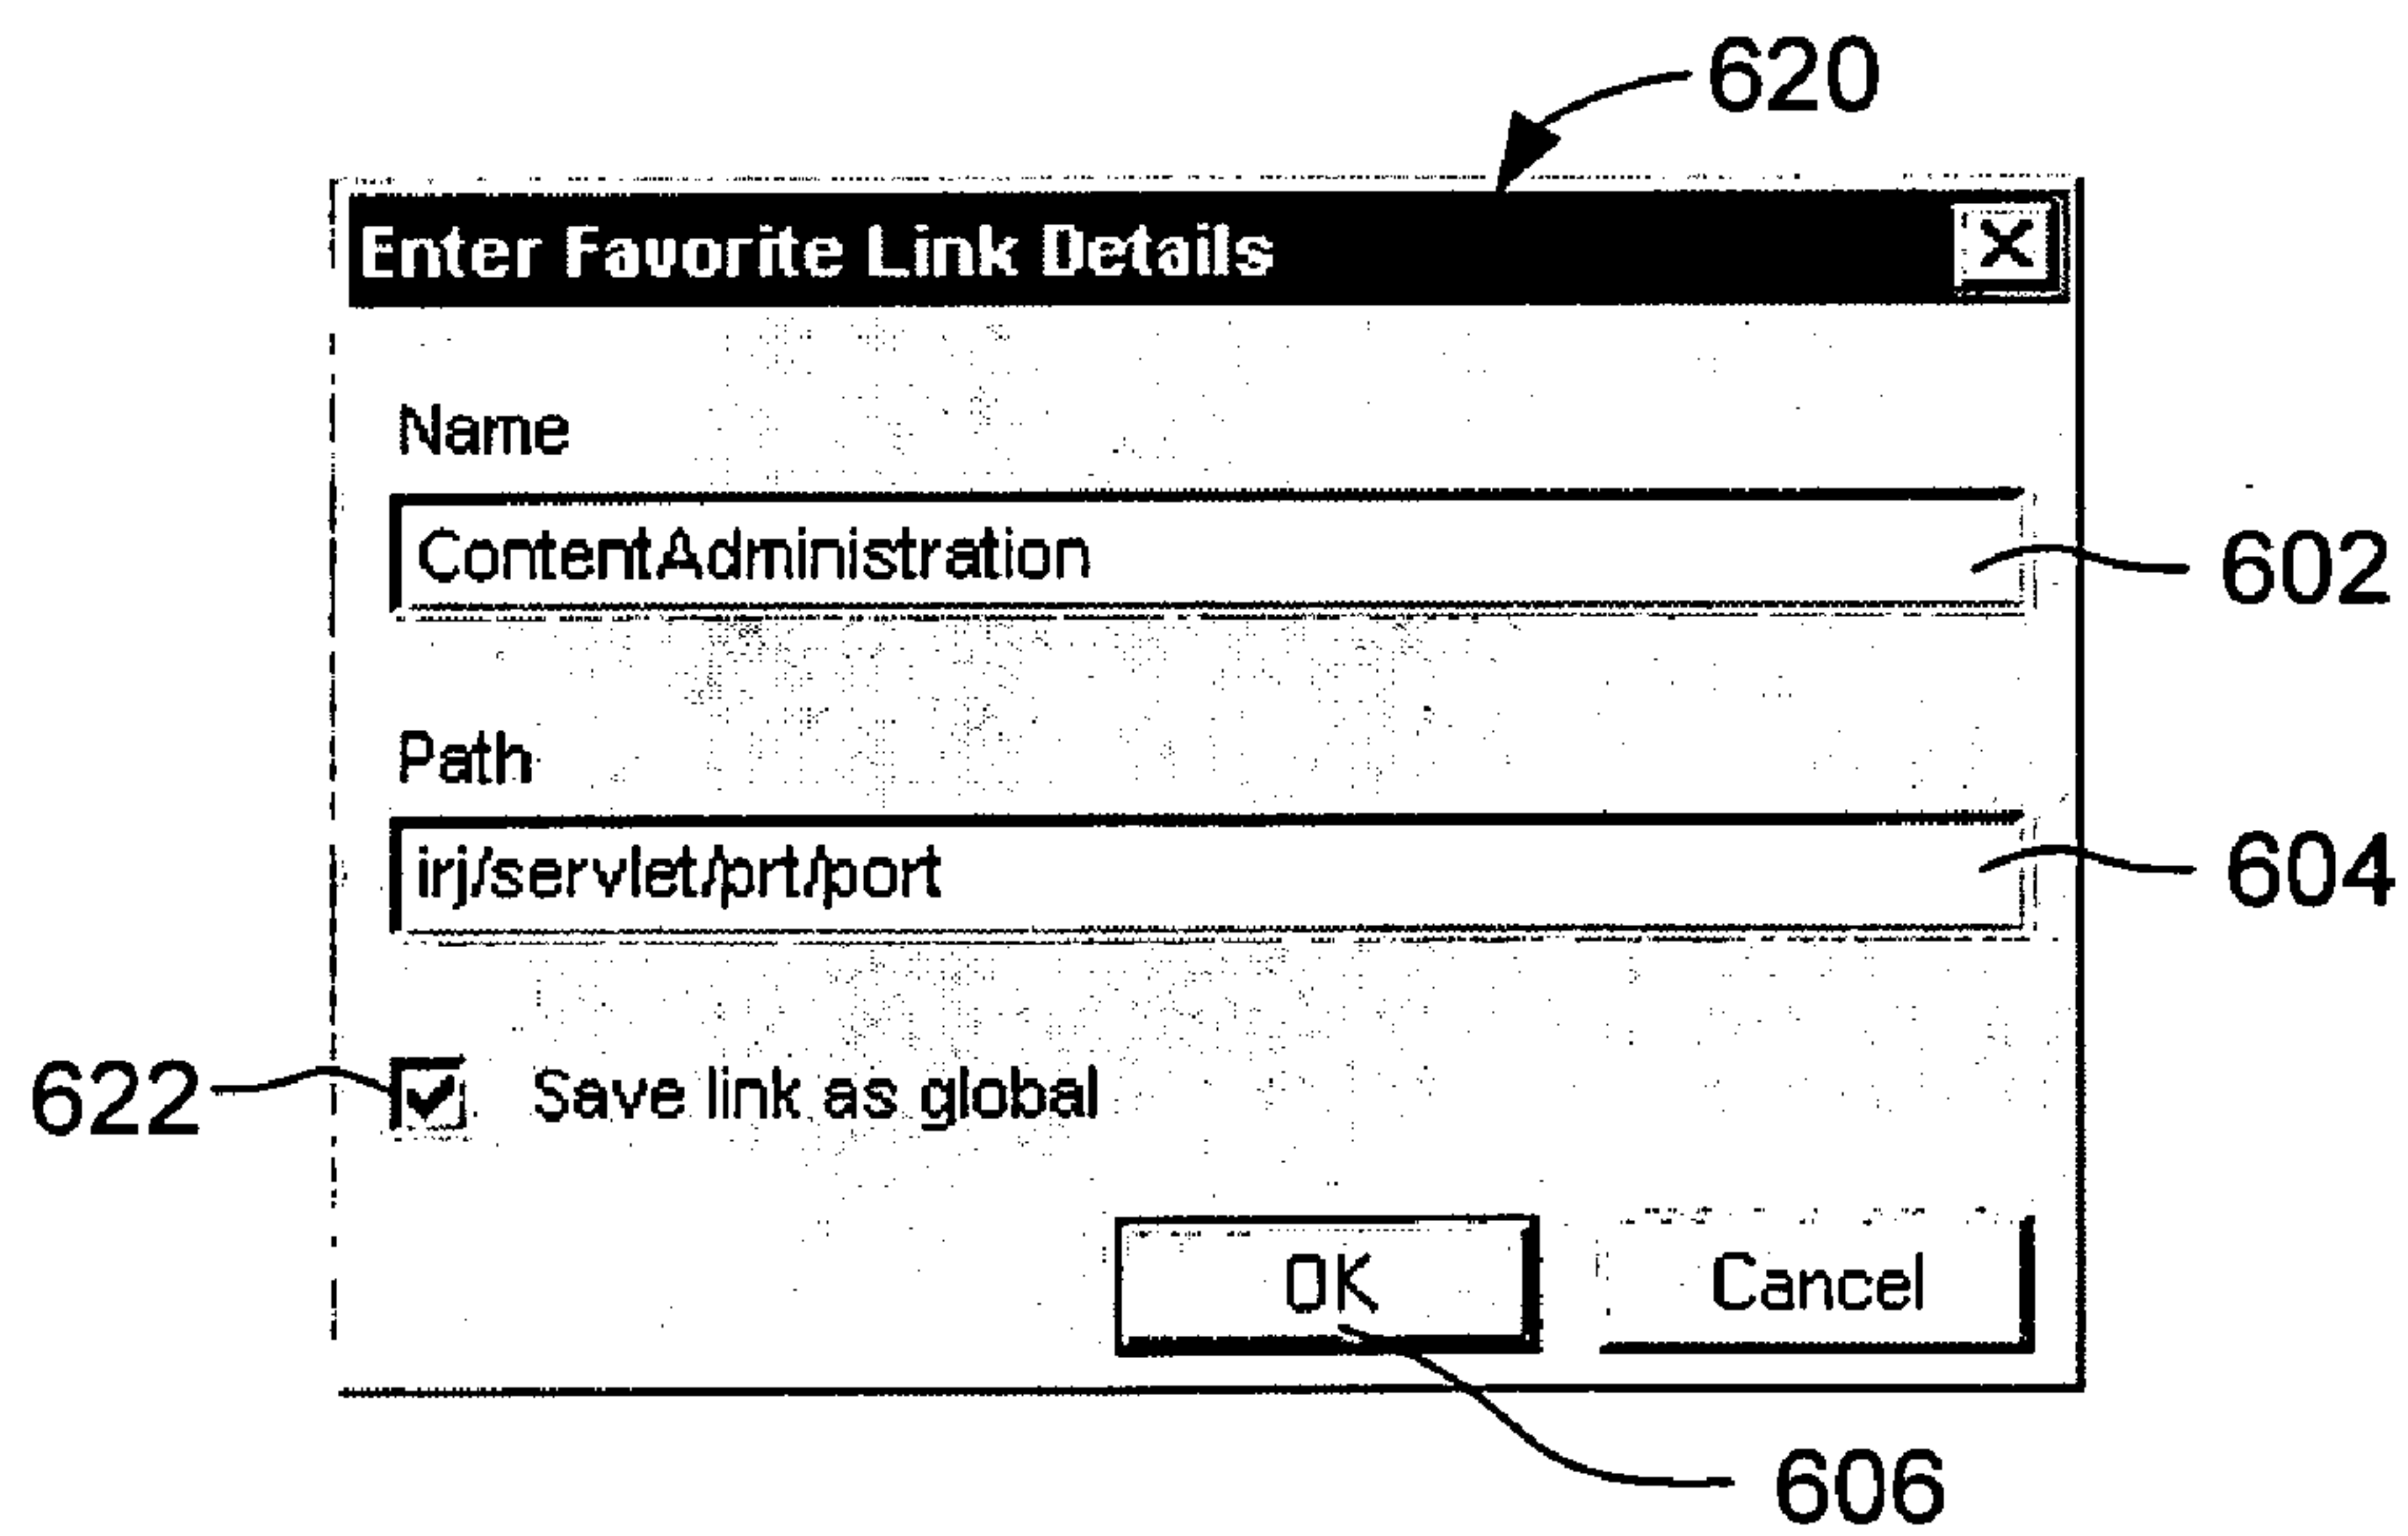 620
Enter Favorite Link Details
Name
ContentAdministration
602
Path
irj/servlet/prt/port
604
622
Save link as global
OK
Cancel
606